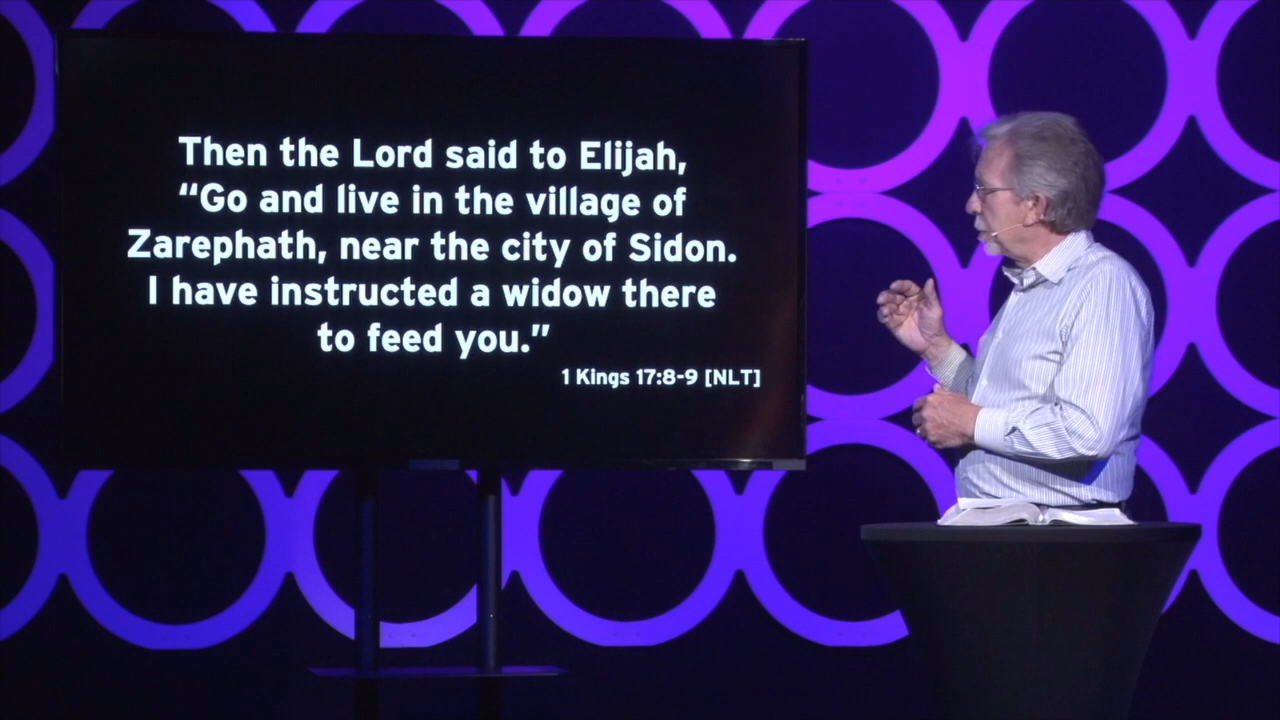 Then the Lord said to Elijah,
“Go and live in the village of
Zarephath, near the city of Sidon.
I have instructed a widow there
to feed you.”
1 Kings 17:8-9 [NLT]